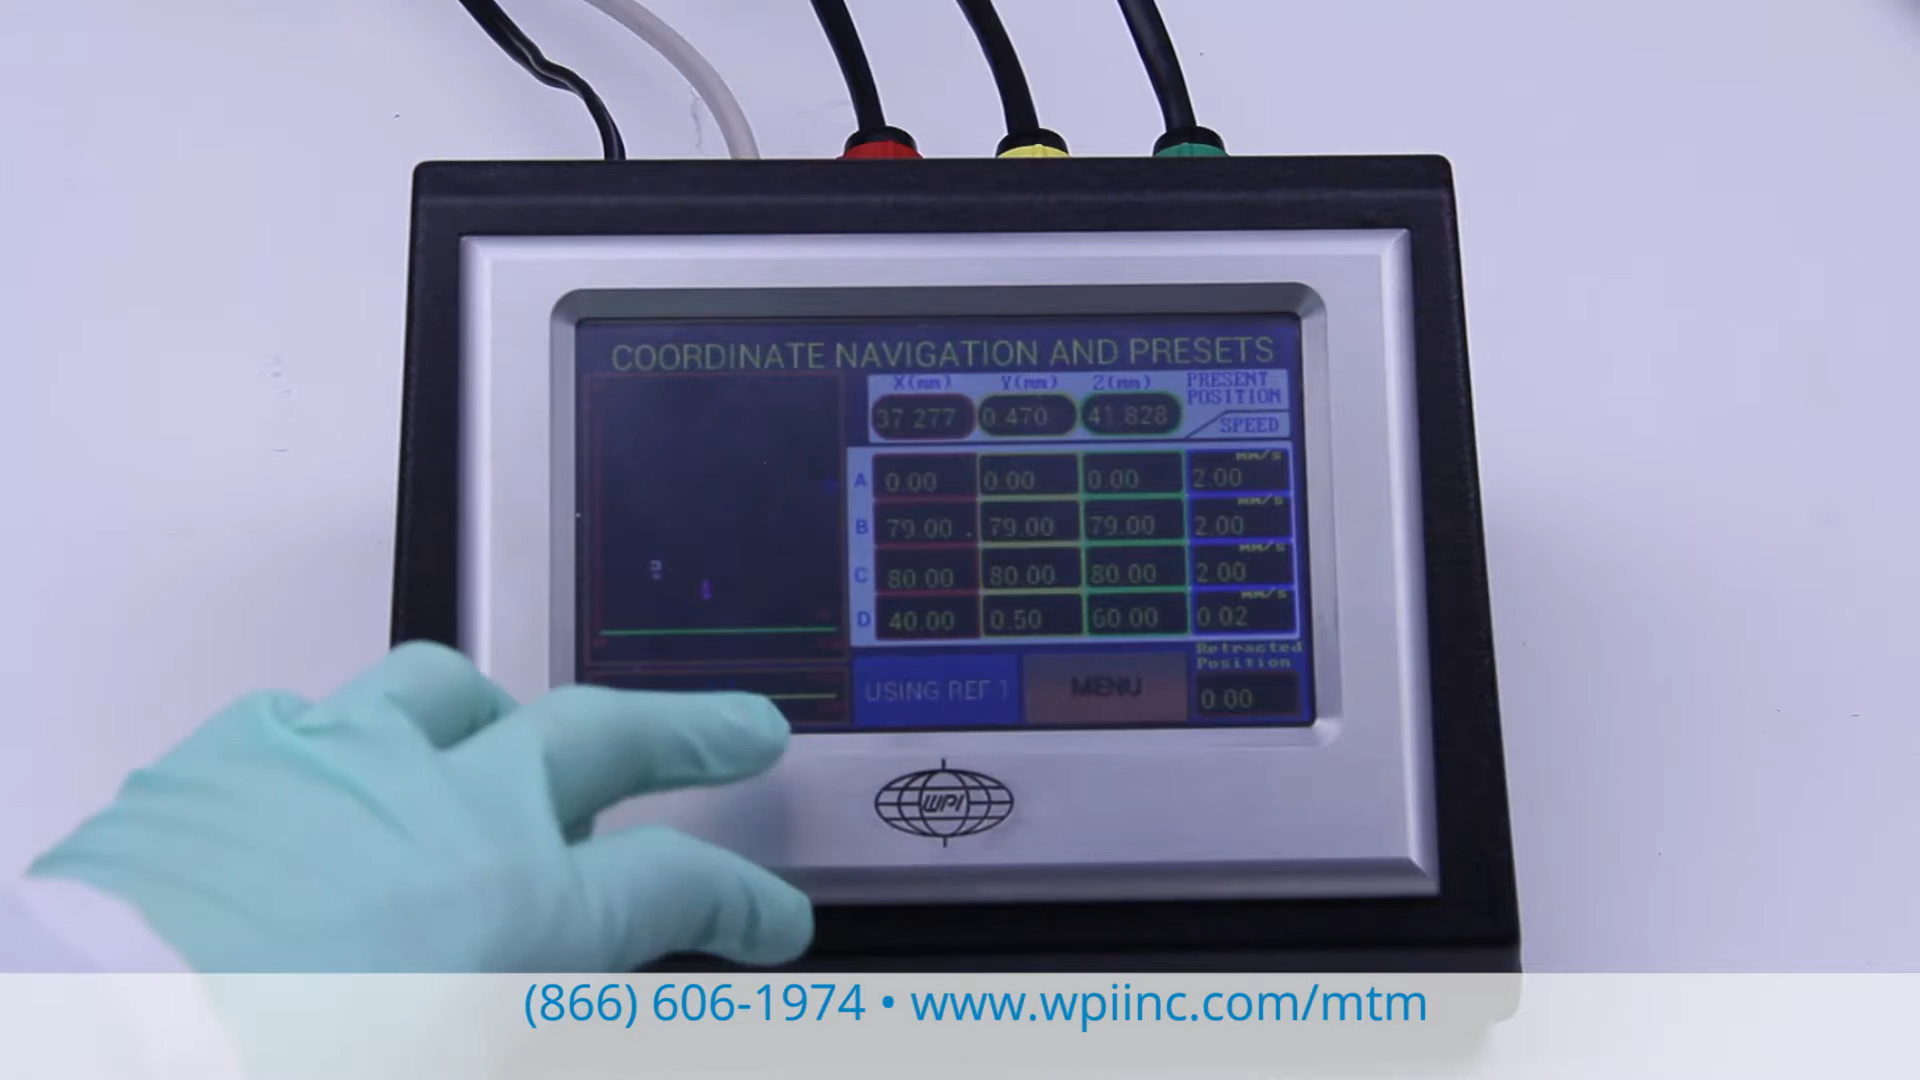 COORDINATE NAVIGATION AND PRESETS
X(mm) Y(mm) Z(mm) PRESENT POSITION
37.277 0.470 41.828 SPEED
mm/s
A 0.00 0.00 0.00 2.00
mm/s
B 79.00 79.00 79.00 2.00
mm/s
C 80.00 80.00 80.00 2.00
mm/s
D 40.00 0.50 60.00 0.02
2
1
Retracted
Position
USING REF 1 MENU 0.00
WPI
(866) 606-1974 • www.wpiinc.com/mtm